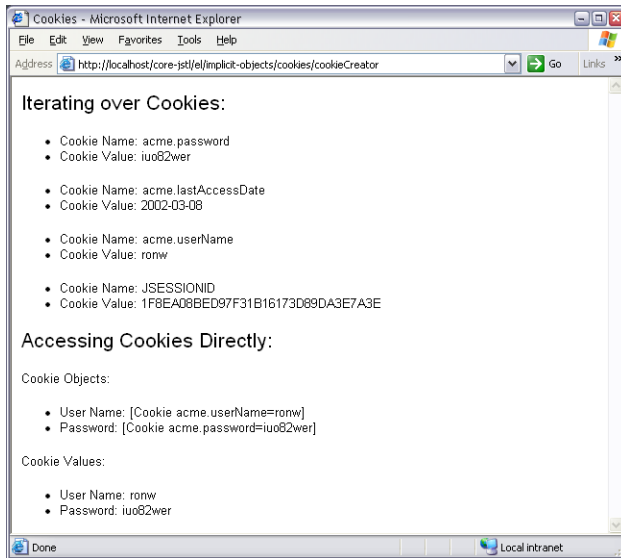 Cookies - Microsoft Internet Explorer
File Edit View Favorites Tools Help
Address http://localhost/core-jstl/el/implicit-objects/cookies/cookieCreator Go Links »
Iterating over Cookies:
• Cookie Name: acme.password
• Cookie Value: iuo82wer
• Cookie Name: acme.lastAccessDate
• Cookie Value: 2002-03-08
• Cookie Name: acme.userName
• Cookie Value: ronw
• Cookie Name: JSESSIONID
• Cookie Value: 1F8EA08BED97F31B16173D89DA3E7A3E
Accessing Cookies Directly:
Cookie Objects:
• User Name: [Cookie acme.userName=ronw]
• Password: [Cookie acme.password=iuo82wer]
Cookie Values:
• User Name: ronw
• Password: iuo82wer
Done Local intranet